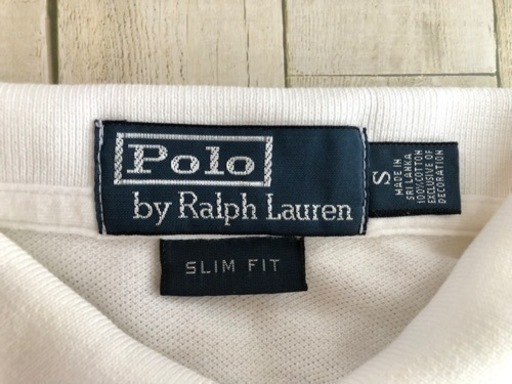 Polo
by Ralph Lauren
SLIM FIT
S
MADE IN
SRI LANKA
100% COTTON
EXCLUSIVE OF
DECORATION